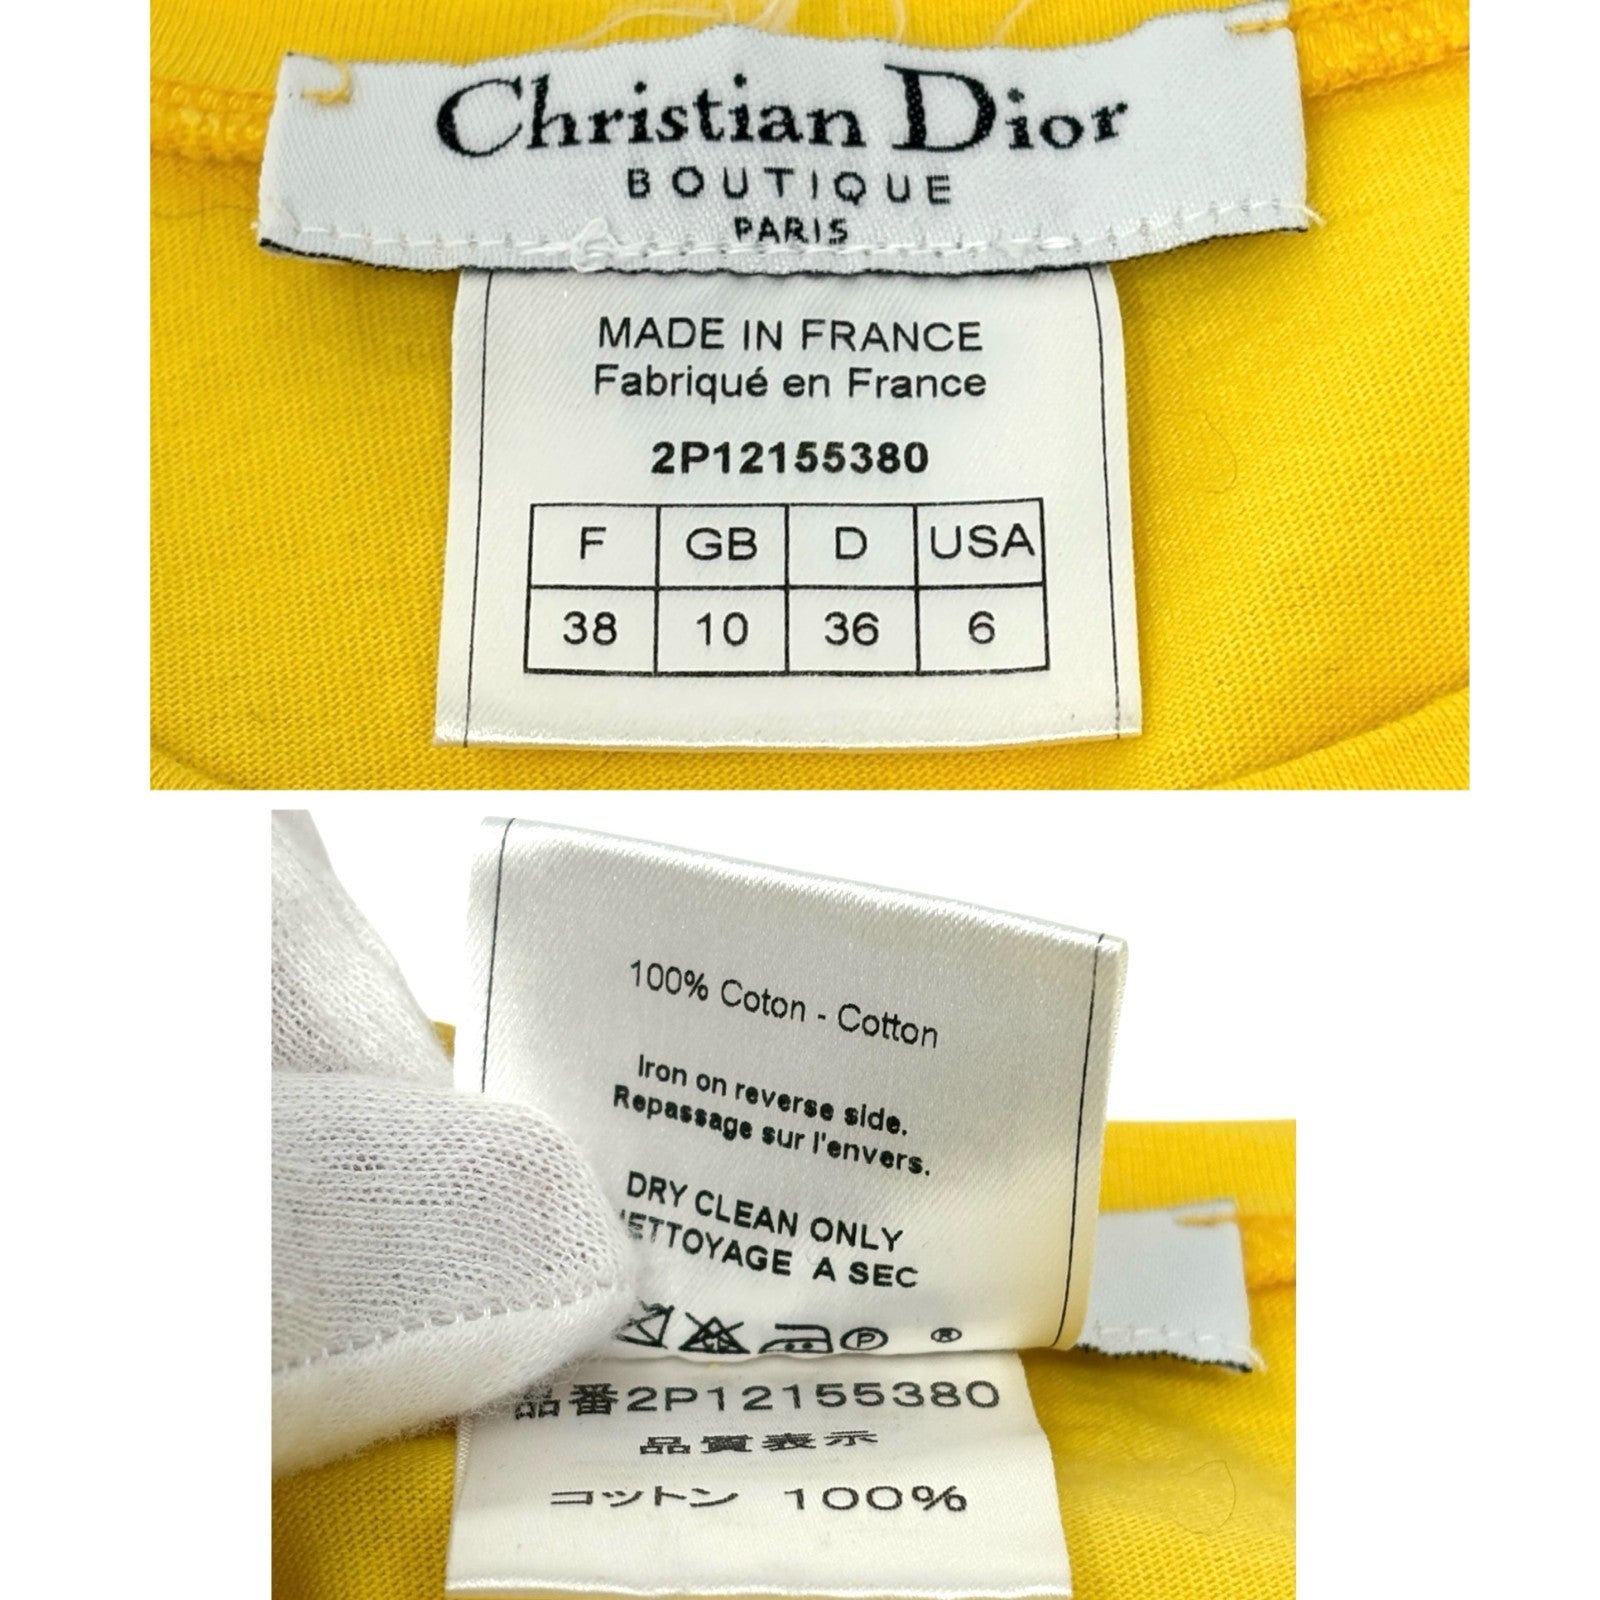 Christian Dior
BOUTIQUE
PARIS
MADE IN FRANCE
Fabriqué en France
2P12155380
F GB D USA
38 10 36 6
100% Coton - Cotton
Iron on reverse side.
Repassage sur l'envers.
DRY CLEAN ONLY
NETTOYAGE A SEC
CL P ®
品番2P12155380
品質表示
コットン 100%